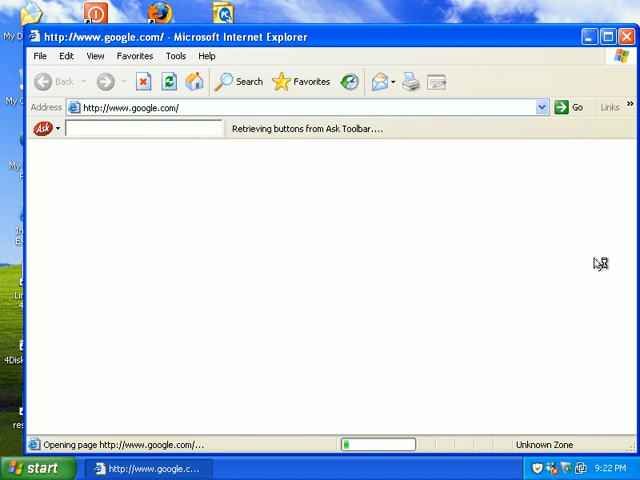 http://www.google.com/ - Microsoft Internet Explorer
File Edit View Favorites Tools Help
Back Search Favorites
Address http://www.google.com/ Go Links »
Ask Retrieving buttons from Ask Toolbar....
Opening page http://www.google.com/... Unknown Zone
start http://www.google.c... 9:22 PM